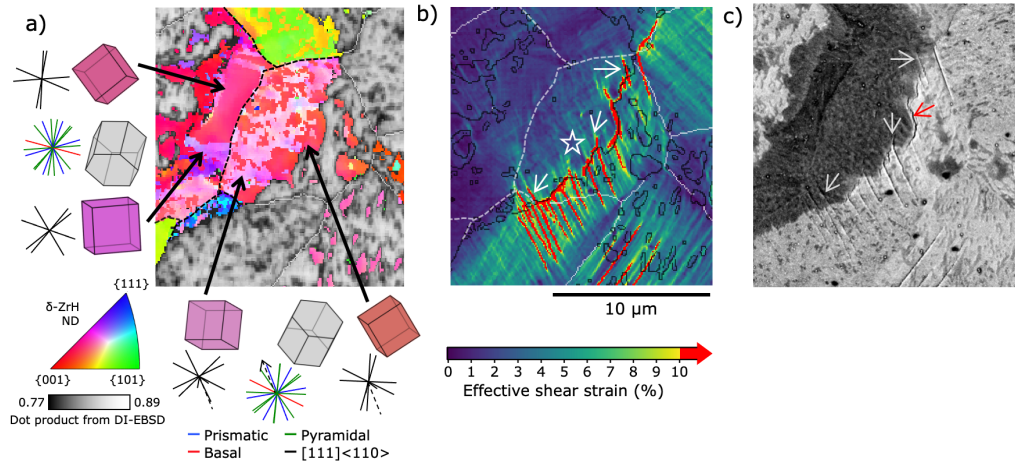 a)
b)
c)
{111}
δ-ZrH
ND
{001}
{101}
0.77
0.89
Dot product from DI-EBSD
Prismatic
Pyramidal
Basal
[111]<110>
10 µm
0 1 2 3 4 5 6 7 8 9 10
Effective shear strain (%)